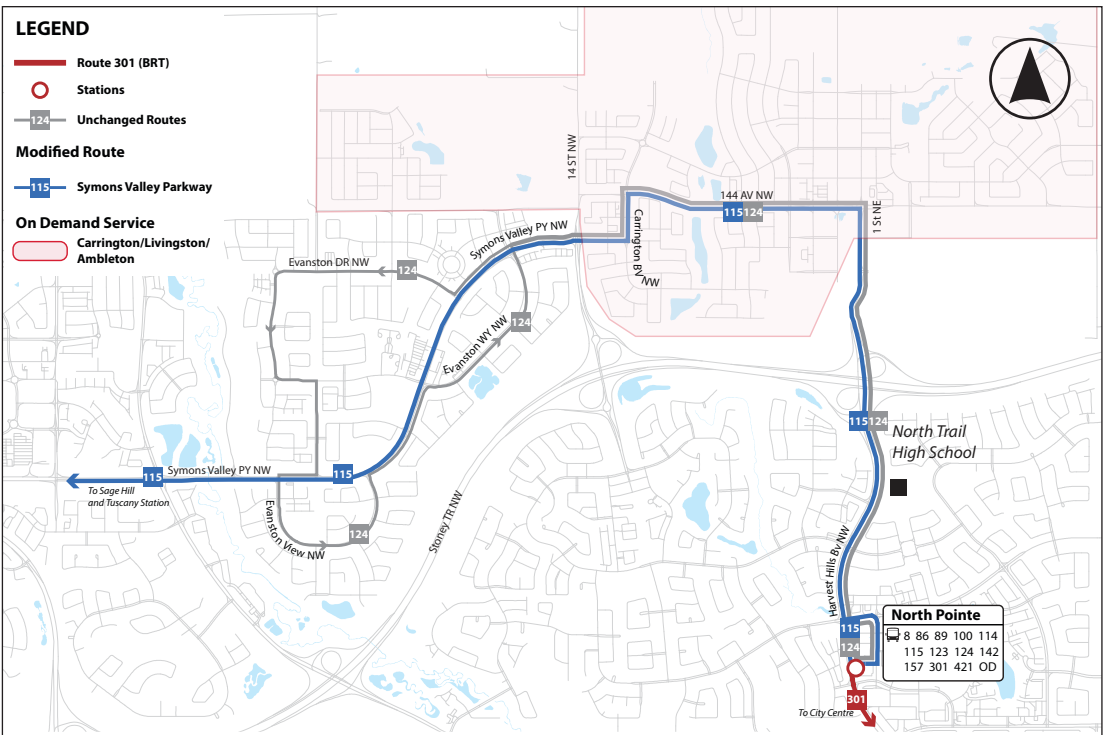 LEGEND
Route 301 (BRT)
Stations
124
Unchanged Routes
Modified Route
115
Symons Valley Parkway
On Demand Service
Carrington/Livingston/
Ambleton
14 ST NW
144 AV NW
115 124
1 St NE
Symons Valley PY NW
Carrington BV NW
Evanston DR NW
124
124
Evanston WY NW
115 124
North Trail
High School
Symons Valley PY NW
115
115
To Sage Hill
and Tuscany Station
Evanston View NW
124
Stoney TR NW
Harvest Hills Bv NW
115
124
North Pointe
8 86 89 100 114
115 123 124 142
157 301 421 OD
301
To City Centre